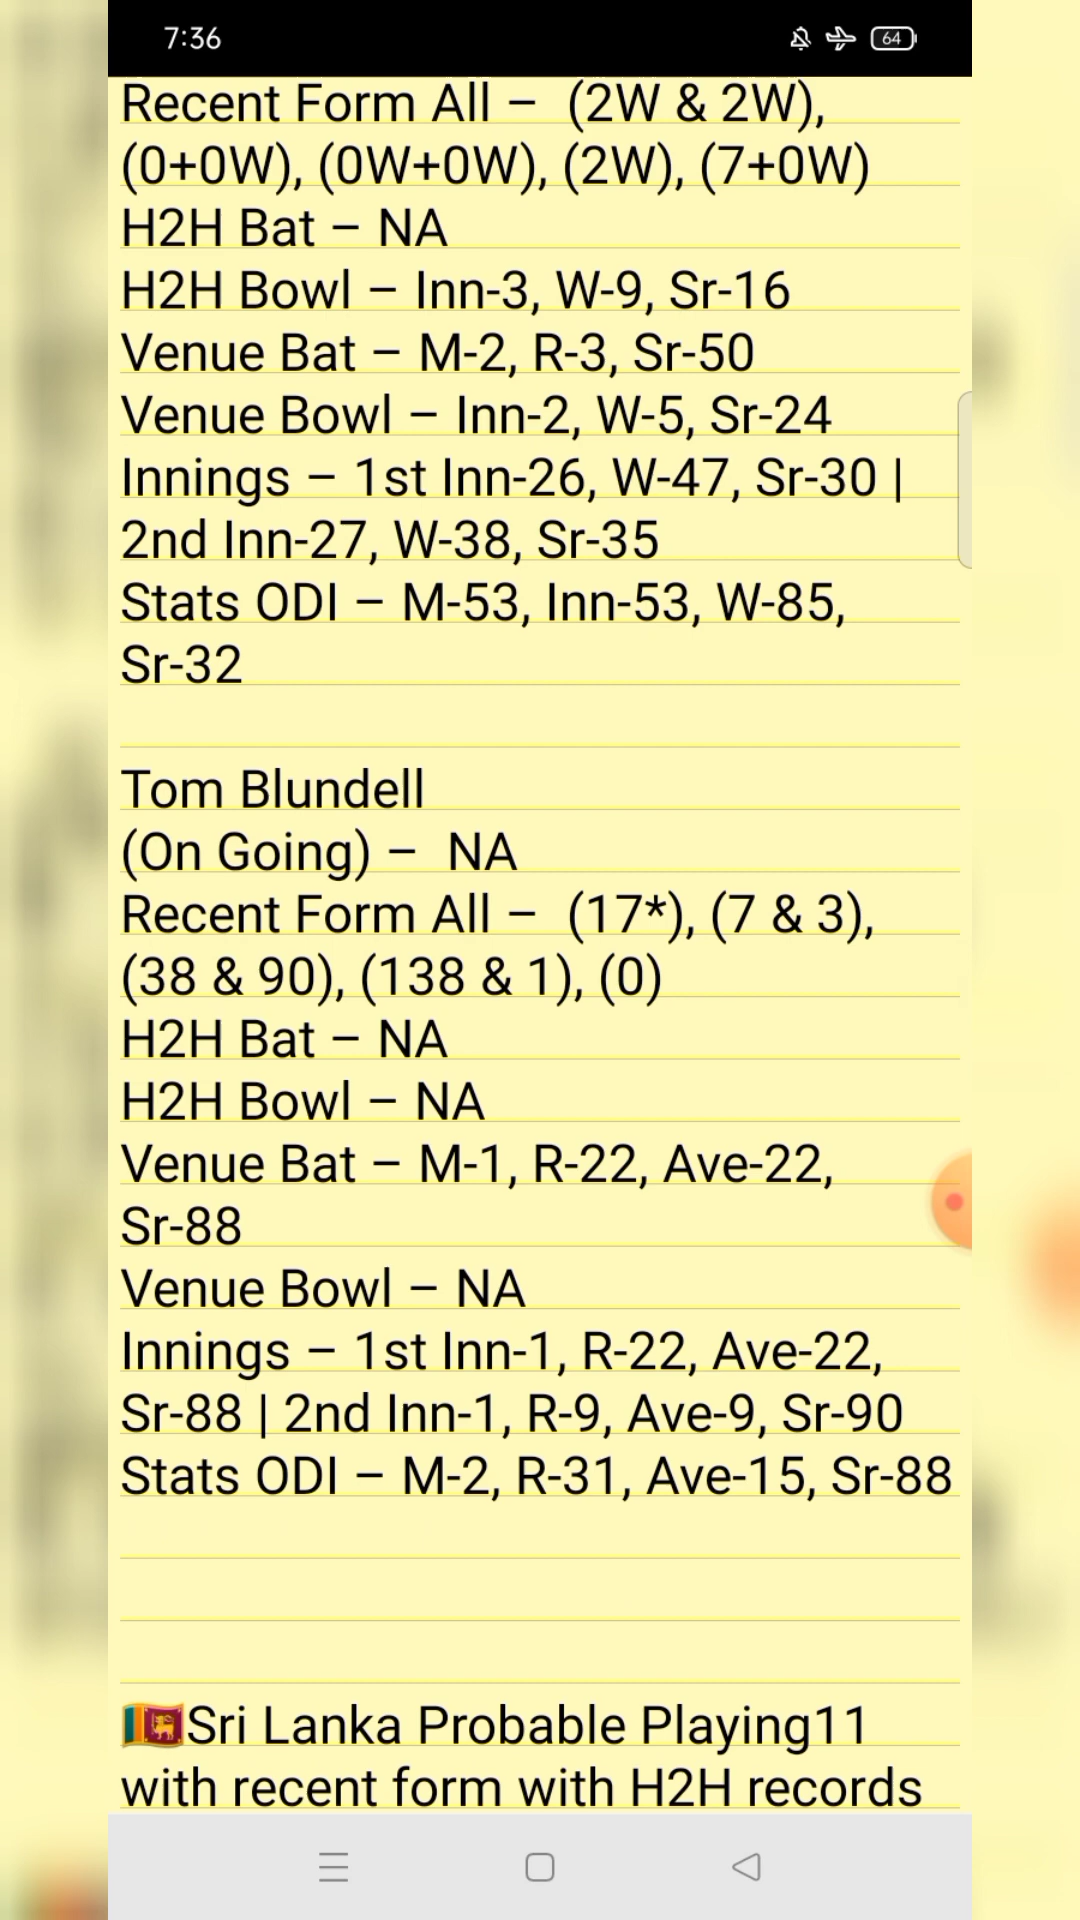 7:36
64
Recent Form All – (2W & 2W),
(0+0W), (0W+0W), (2W), (7+0W)
H2H Bat – NA
H2H Bowl – Inn-3, W-9, Sr-16
Venue Bat – M-2, R-3, Sr-50
Venue Bowl – Inn-2, W-5, Sr-24
Innings – 1st Inn-26, W-47, Sr-30 |
2nd Inn-27, W-38, Sr-35
Stats ODI – M-53, Inn-53, W-85,
Sr-32
Tom Blundell
(On Going) – NA
Recent Form All – (17*), (7 & 3),
(38 & 90), (138 & 1), (0)
H2H Bat – NA
H2H Bowl – NA
Venue Bat – M-1, R-22, Ave-22,
Sr-88
Venue Bowl – NA
Innings – 1st Inn-1, R-22, Ave-22,
Sr-88 | 2nd Inn-1, R-9, Ave-9, Sr-90
Stats ODI – M-2, R-31, Ave-15, Sr-88
🇱🇰Sri Lanka Probable Playing11
with recent form with H2H records